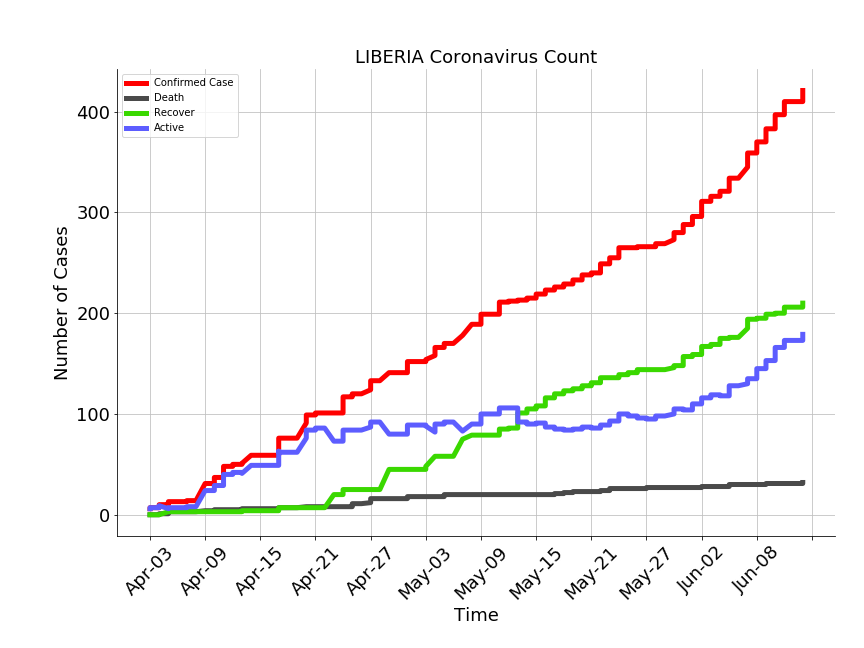 LIBERIA Coronavirus Count
Confirmed Case
Death
Recover
Active
Number of Cases
400
300
200
100
0
Apr-03
Apr-09
Apr-15
Apr-21
Apr-27
May-03
May-09
May-15
May-21
May-27
Jun-02
Jun-08
Time